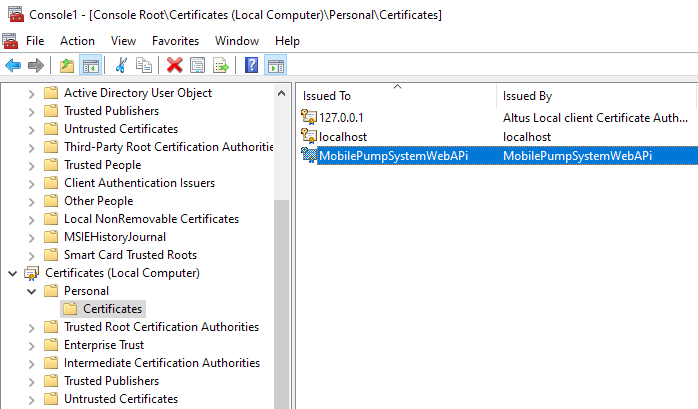 Console1 - [Console Root\Certificates (Local Computer)\Personal\Certificates]
File Action View Favorites Window Help
Active Directory User Object
Trusted Publishers
Untrusted Certificates
Third-Party Root Certification Authoritie
Trusted People
Client Authentication Issuers
Other People
Local NonRemovable Certificates
MSIEHistoryJournal
Smart Card Trusted Roots
Certificates (Local Computer)
Personal
Certificates
Trusted Root Certification Authorities
Enterprise Trust
Intermediate Certification Authorities
Trusted Publishers
Untrusted Certificates
Issued To Issued By
127.0.0.1 Altus Local client Certificate Auth...
localhost localhost
MobilePumpSystemWebAPi MobilePumpSystemWebAPi